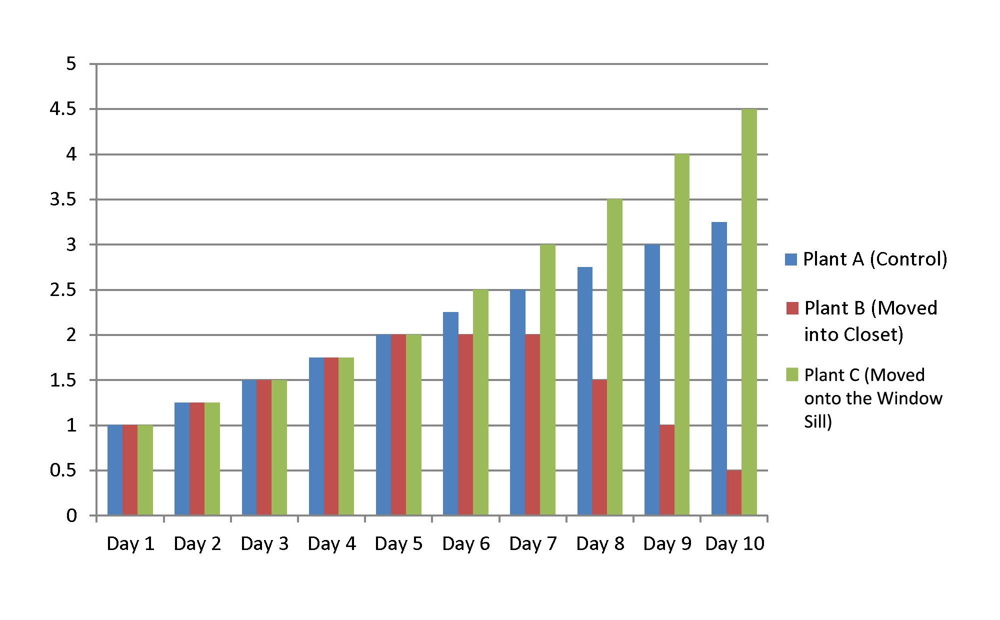 5
4.5
4
3.5
3
2.5
2
1.5
1
0.5
0
Day 1 Day 2 Day 3 Day 4 Day 5 Day 6 Day 7 Day 8 Day 9 Day 10
Plant A (Control)
Plant B (Moved
into Closet)
Plant C (Moved
onto the Window
Sill)